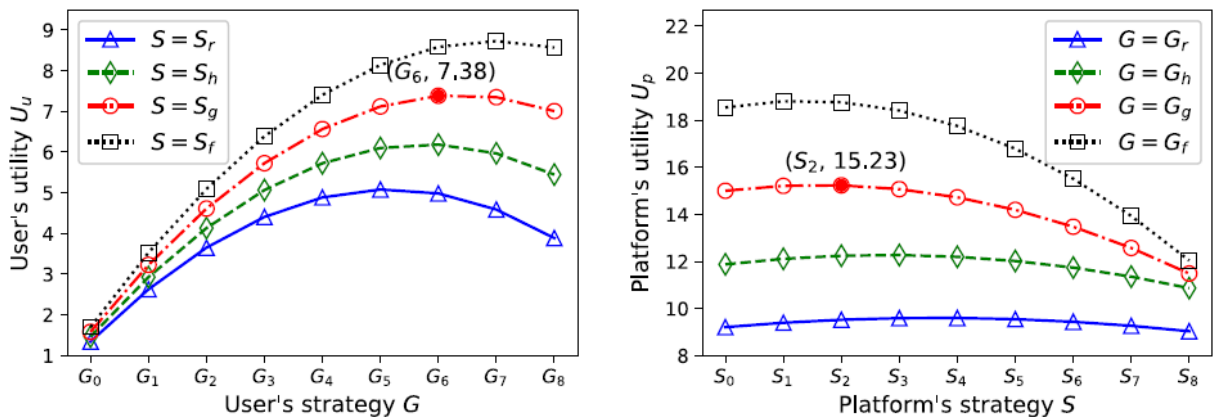 9
8
7
6
5
4
3
2
1
User's utility U_u
S = S_r
S = S_h
S = S_g
S = S_f
(G_6, 7.38)
G_0 G_1 G_2 G_3 G_4 G_5 G_6 G_7 G_8
User's strategy G
22
20
18
16
14
12
10
8
Platform's utility U_p
G = G_r
G = G_h
G = G_g
G = G_f
(S_2, 15.23)
S_0 S_1 S_2 S_3 S_4 S_5 S_6 S_7 S_8
Platform's strategy S